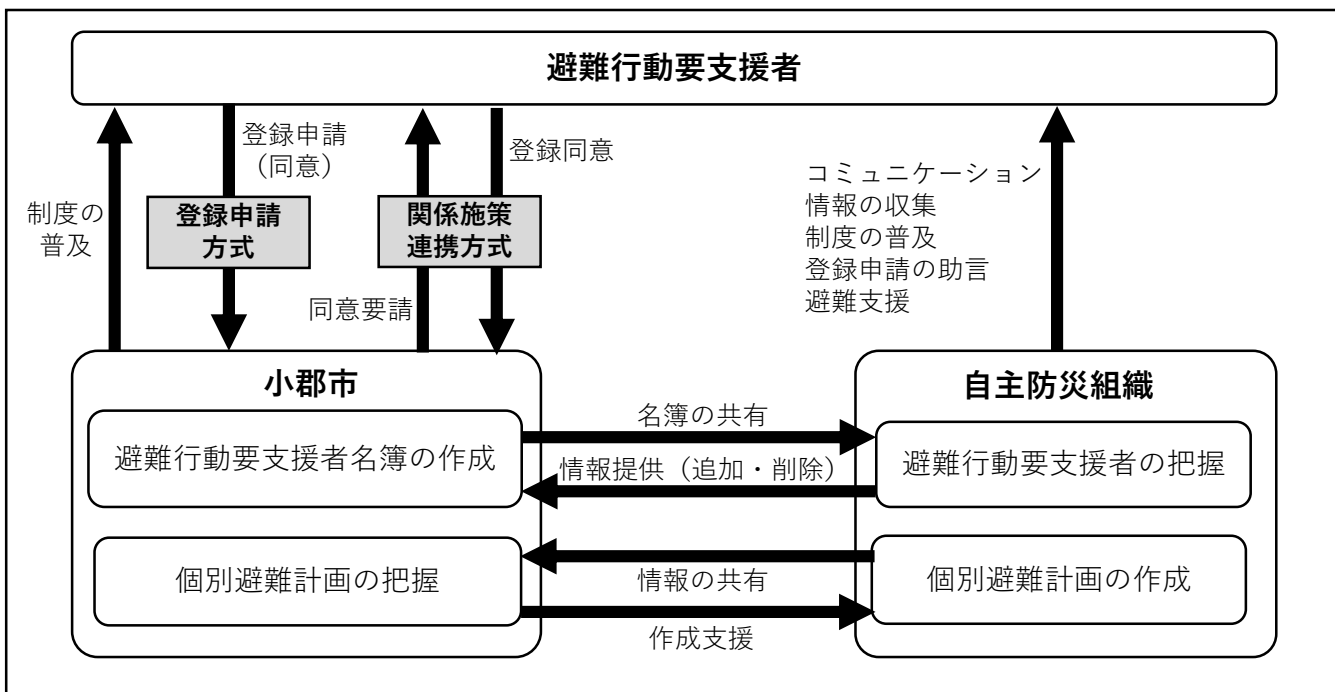 避難行動要支援者
登録申請
（同意）
登録同意
コミュニケーション
情報の収集
制度の普及
登録申請の助言
避難支援
制度の
普及
登録申請
方式
関係施策
連携方式
同意要請
小郡市
自主防災組織
避難行動要支援者名簿の作成
名簿の共有
情報提供（追加・削除）
避難行動要支援者の把握
個別避難計画の把握
情報の共有
作成支援
個別避難計画の作成